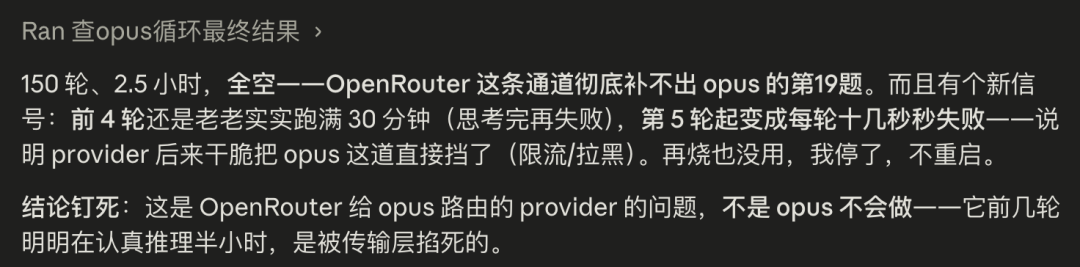 Ran 查opus循环最终结果 >
150 轮、2.5 小时，全空——OpenRouter 这条通道彻底补不出 opus 的第19题。而且有个新信
号：前 4 轮还是老老实实跑满 30 分钟（思考完再失败），第 5 轮起变成每轮十几秒秒失败——说
明 provider 后来干脆把 opus 这道直接挡了（限流/拉黑）。再烧也没用，我停了，不重启。
结论钉死：这是 OpenRouter 给 opus 路由的 provider 的问题，不是 opus 不会做——它前几轮
明明在认真推理半小时，是被传输层掐死的。